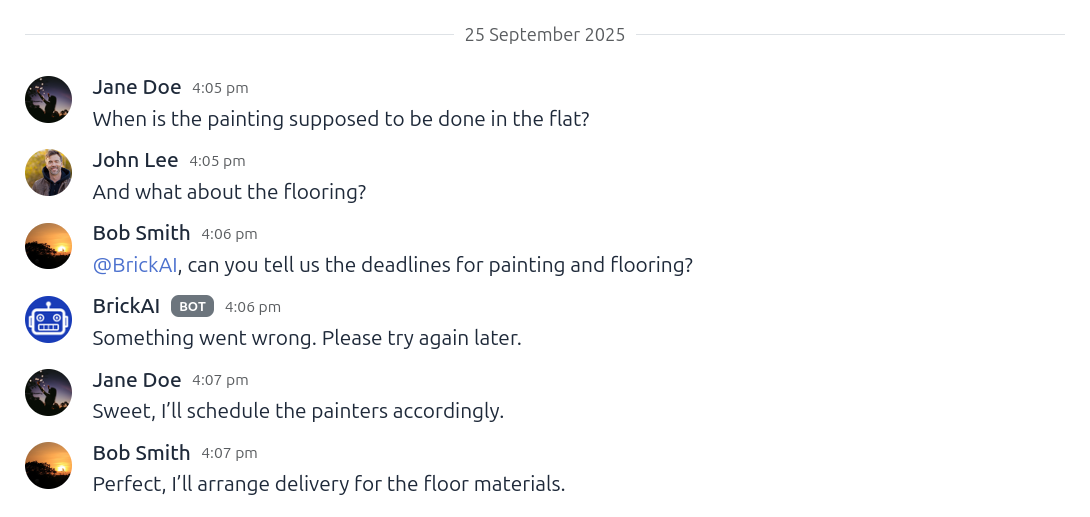 25 September 2025
Jane Doe 4:05 pm
When is the painting supposed to be done in the flat?
John Lee 4:05 pm
And what about the flooring?
Bob Smith 4:06 pm
@BrickAI, can you tell us the deadlines for painting and flooring?
BrickAI BOT 4:06 pm
Something went wrong. Please try again later.
Jane Doe 4:07 pm
Sweet, I’ll schedule the painters accordingly.
Bob Smith 4:07 pm
Perfect, I’ll arrange delivery for the floor materials.